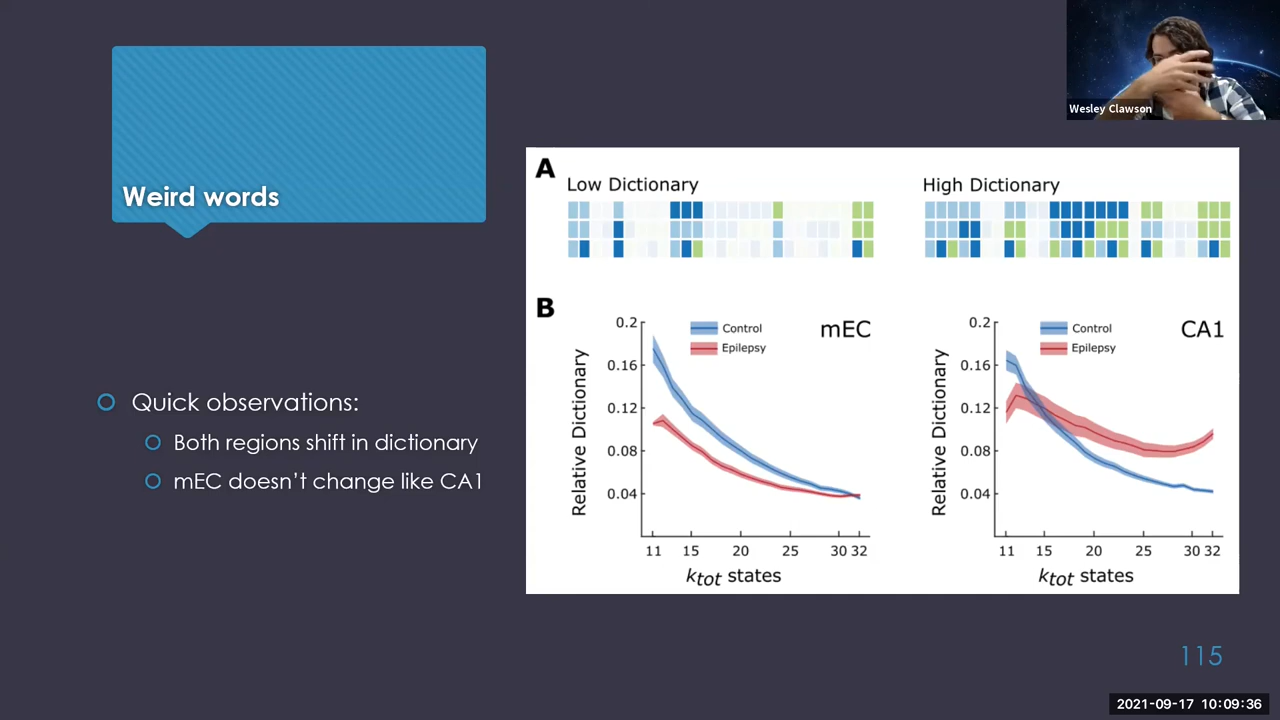 Wesley Clawson
Weird words
Quick observations:
Both regions shift in dictionary
mEC doesn't change like CA1
A
Low Dictionary
High Dictionary
B
Control
Epilepsy
mEC
0.2
0.16
0.12
0.08
0.04
Relative Dictionary
11 15 20 25 30 32
ktot states
Control
Epilepsy
CA1
0.2
0.16
0.12
0.08
0.04
Relative Dictionary
11 15 20 25 30 32
ktot states
115
2021-09-17 10:09:36